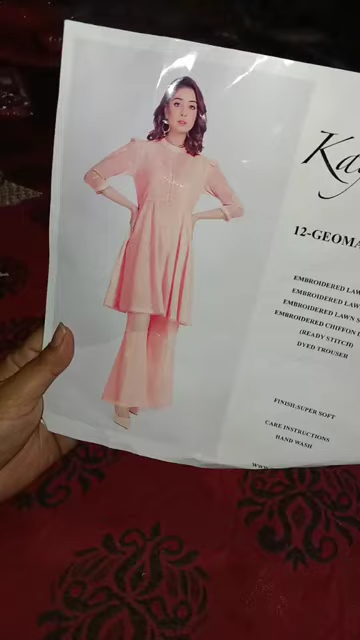 12-GEOMA
EMBROIDERED LAW
EMBROIDERED LAW
EMBROIDERED LAWN S
EMBROIDERED CHIFFON
(READY STITCH)
DYED TROUSER
FINISH:SUPER SOFT
CARE INSTRUCTIONS
HAND WASH
WWW.